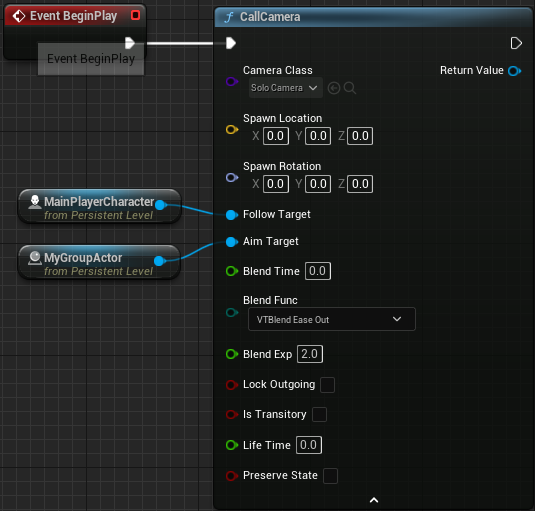 Event BeginPlay
Event BeginPlay
CallCamera
Camera Class
Return Value
Solo Camera
Spawn Location
X 0.0 Y 0.0 Z 0.0
Spawn Rotation
X 0.0 Y 0.0 Z 0.0
MainPlayerCharacter
from Persistent Level
Follow Target
MyGroupActor
from Persistent Level
Aim Target
Blend Time 0.0
Blend Func
VTBlend Ease Out
Blend Exp 2.0
Lock Outgoing
Is Transitory
Life Time 0.0
Preserve State